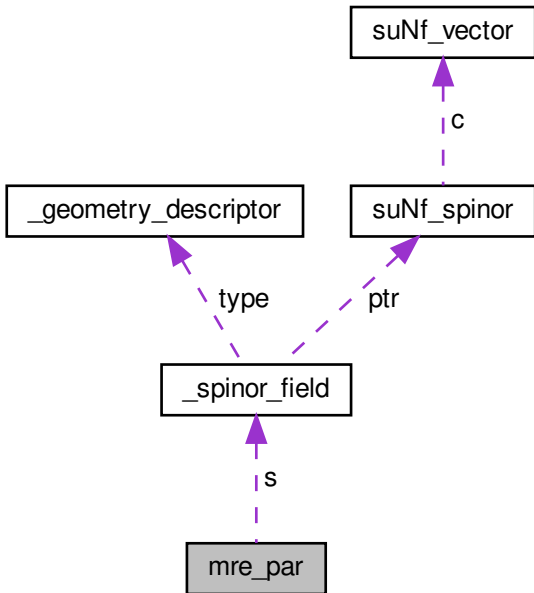 suNf_vector
c
_geometry_descriptor
suNf_spinor
type
ptr
_spinor_field
s
mre_par